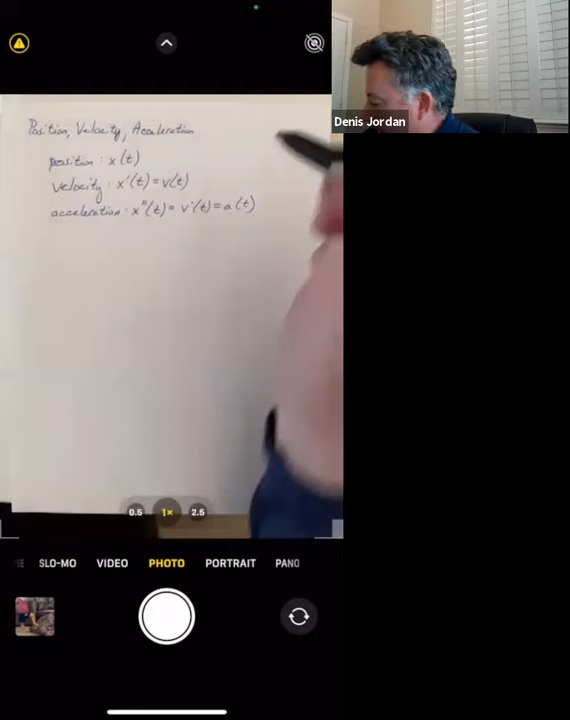 Denis Jordan
Position, Velocity, Acceleration
position : x(t)
velocity : x'(t) = v(t)
acceleration : x"(t) = v'(t) = a(t)
0.5 1× 2.5
SLO-MO VIDEO PHOTO PORTRAIT PANO